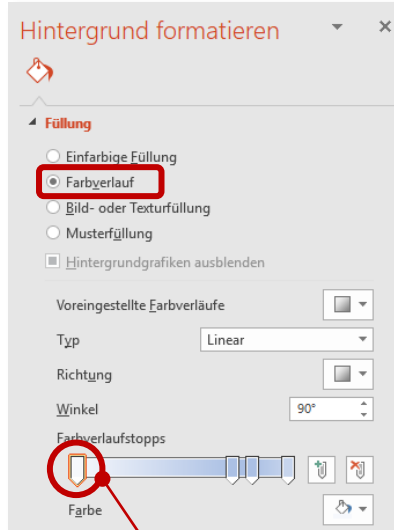 Hintergrund formatieren
Füllung
Einfarbige Füllung
Farbverlauf
Bild- oder Texturfüllung
Musterfüllung
Hintergrundgrafiken ausblenden
Voreingestellte Farbverläufe
Typ Linear
Richtung
Winkel 90°
Farbverlaufstopps
Farbe